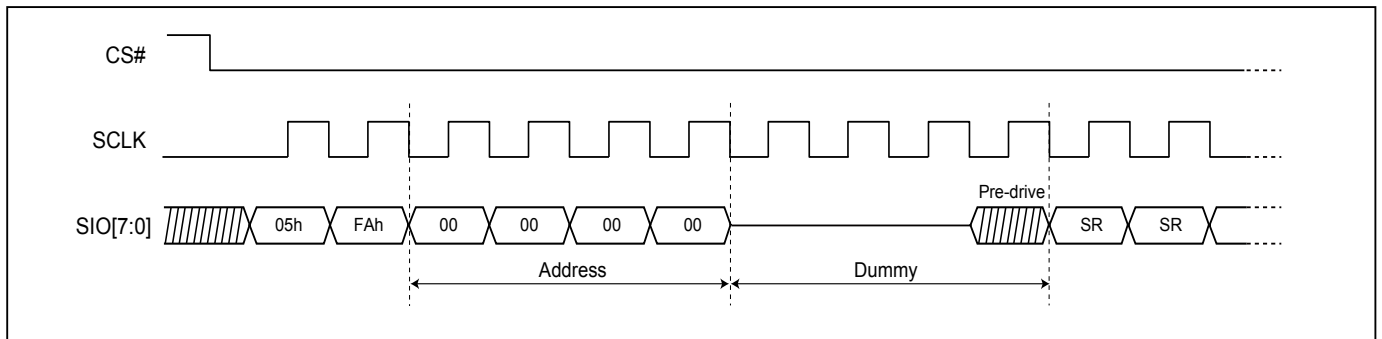 CS#
SCLK
Pre-drive
SIO[7:0] 05h FAh 00 00 00 00 SR SR
Address Dummy